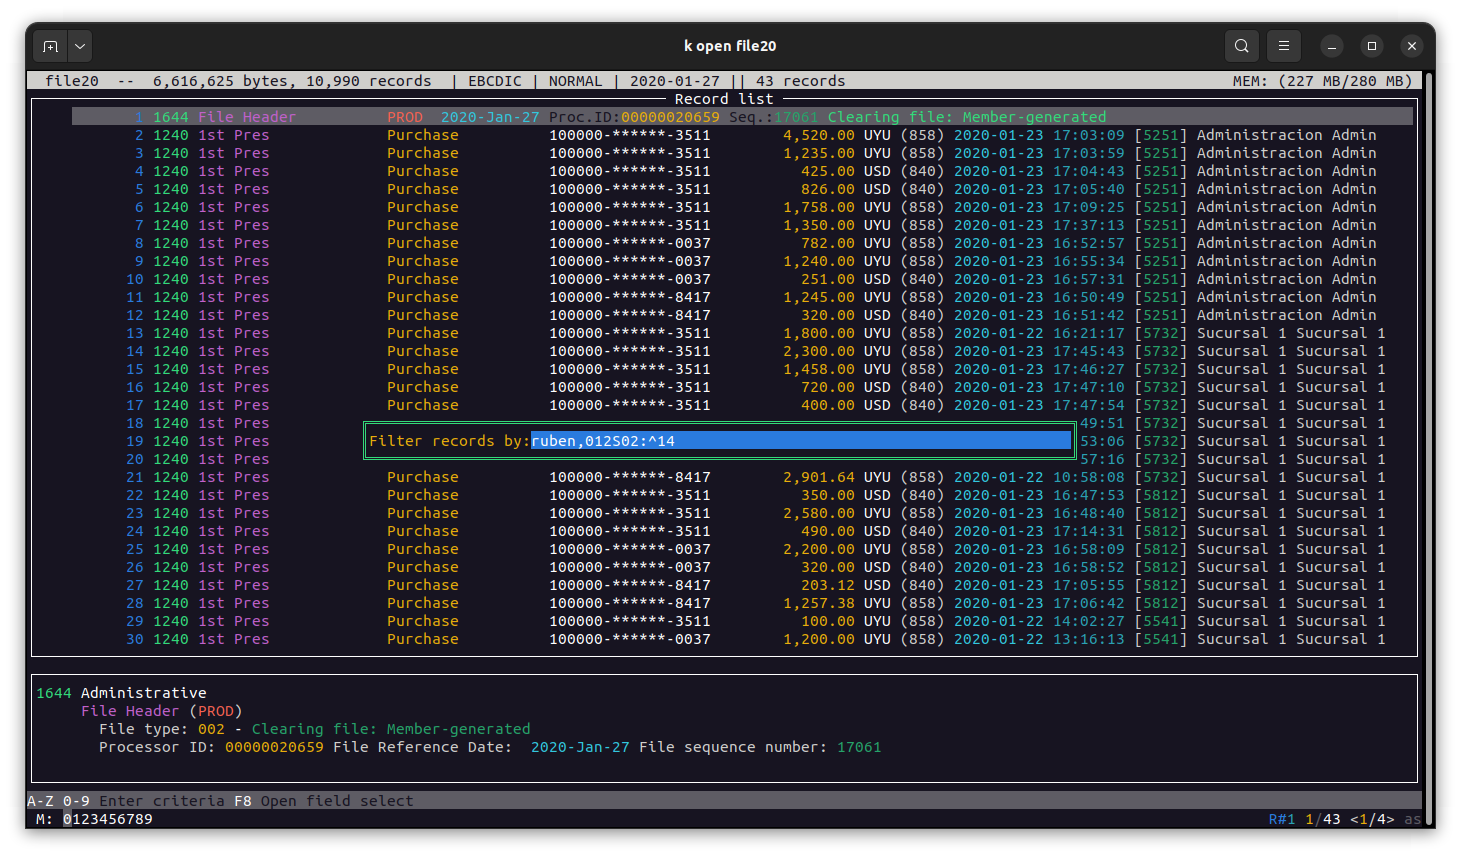 k open file20
file20  --  6,616,625 bytes, 10,990 records  | EBCDIC | NORMAL | 2020-01-27 || 43 records  MEM: (227 MB/280 MB)
Record list
1 1644 File Header PROD 2020-Jan-27 Proc.ID:00000020659 Seq.:17061 Clearing file: Member-generated
2 1240 1st Pres Purchase 100000-******-3511 4,520.00 UYU (858) 2020-01-23 17:03:09 [5251] Administracion Admin
3 1240 1st Pres Purchase 100000-******-3511 1,235.00 UYU (858) 2020-01-23 17:03:59 [5251] Administracion Admin
4 1240 1st Pres Purchase 100000-******-3511 425.00 USD (840) 2020-01-23 17:04:43 [5251] Administracion Admin
5 1240 1st Pres Purchase 100000-******-3511 826.00 USD (840) 2020-01-23 17:05:40 [5251] Administracion Admin
6 1240 1st Pres Purchase 100000-******-3511 1,758.00 UYU (858) 2020-01-23 17:09:25 [5251] Administracion Admin
7 1240 1st Pres Purchase 100000-******-3511 1,350.00 UYU (858) 2020-01-23 17:37:13 [5251] Administracion Admin
8 1240 1st Pres Purchase 100000-******-0037 782.00 UYU (858) 2020-01-23 16:52:57 [5251] Administracion Admin
9 1240 1st Pres Purchase 100000-******-0037 1,240.00 UYU (858) 2020-01-23 16:55:34 [5251] Administracion Admin
10 1240 1st Pres Purchase 100000-******-0037 251.00 USD (840) 2020-01-23 16:57:31 [5251] Administracion Admin
11 1240 1st Pres Purchase 100000-******-8417 1,245.00 UYU (858) 2020-01-23 16:50:49 [5251] Administracion Admin
12 1240 1st Pres Purchase 100000-******-8417 320.00 USD (840) 2020-01-23 16:51:42 [5251] Administracion Admin
13 1240 1st Pres Purchase 100000-******-3511 1,800.00 UYU (858) 2020-01-22 16:21:17 [5732] Sucursal 1 Sucursal 1
14 1240 1st Pres Purchase 100000-******-3511 2,300.00 UYU (858) 2020-01-23 17:45:43 [5732] Sucursal 1 Sucursal 1
15 1240 1st Pres Purchase 100000-******-3511 1,458.00 UYU (858) 2020-01-23 17:46:27 [5732] Sucursal 1 Sucursal 1
16 1240 1st Pres Purchase 100000-******-3511 720.00 USD (840) 2020-01-23 17:47:10 [5732] Sucursal 1 Sucursal 1
17 1240 1st Pres Purchase 100000-******-3511 400.00 USD (840) 2020-01-23 17:47:54 [5732] Sucursal 1 Sucursal 1
18 1240 1st Pres 49:51 [5732] Sucursal 1 Sucursal 1
19 1240 1st Pres Filter records by:ruben,012S02:^14 53:06 [5732] Sucursal 1 Sucursal 1
20 1240 1st Pres 57:16 [5732] Sucursal 1 Sucursal 1
21 1240 1st Pres Purchase 100000-******-8417 2,901.64 UYU (858) 2020-01-22 10:58:08 [5732] Sucursal 1 Sucursal 1
22 1240 1st Pres Purchase 100000-******-3511 350.00 USD (840) 2020-01-23 16:47:53 [5812] Sucursal 1 Sucursal 1
23 1240 1st Pres Purchase 100000-******-3511 2,580.00 UYU (858) 2020-01-23 16:48:40 [5812] Sucursal 1 Sucursal 1
24 1240 1st Pres Purchase 100000-******-3511 490.00 USD (840) 2020-01-23 17:14:31 [5812] Sucursal 1 Sucursal 1
25 1240 1st Pres Purchase 100000-******-0037 2,200.00 UYU (858) 2020-01-23 16:58:09 [5812] Sucursal 1 Sucursal 1
26 1240 1st Pres Purchase 100000-******-0037 320.00 USD (840) 2020-01-23 16:58:52 [5812] Sucursal 1 Sucursal 1
27 1240 1st Pres Purchase 100000-******-8417 203.12 USD (840) 2020-01-23 17:05:55 [5812] Sucursal 1 Sucursal 1
28 1240 1st Pres Purchase 100000-******-8417 1,257.38 UYU (858) 2020-01-23 17:06:42 [5812] Sucursal 1 Sucursal 1
29 1240 1st Pres Purchase 100000-******-3511 100.00 UYU (858) 2020-01-22 14:02:27 [5541] Sucursal 1 Sucursal 1
30 1240 1st Pres Purchase 100000-******-0037 1,200.00 UYU (858) 2020-01-22 13:16:13 [5541] Sucursal 1 Sucursal 1
1644 Administrative
File Header (PROD)
File type: 002 - Clearing file: Member-generated
Processor ID: 00000020659 File Reference Date:  2020-Jan-27 File sequence number: 17061
A-Z 0-9 Enter criteria F8 Open field select
M: 0123456789  R#1 1/43 <1/4> as